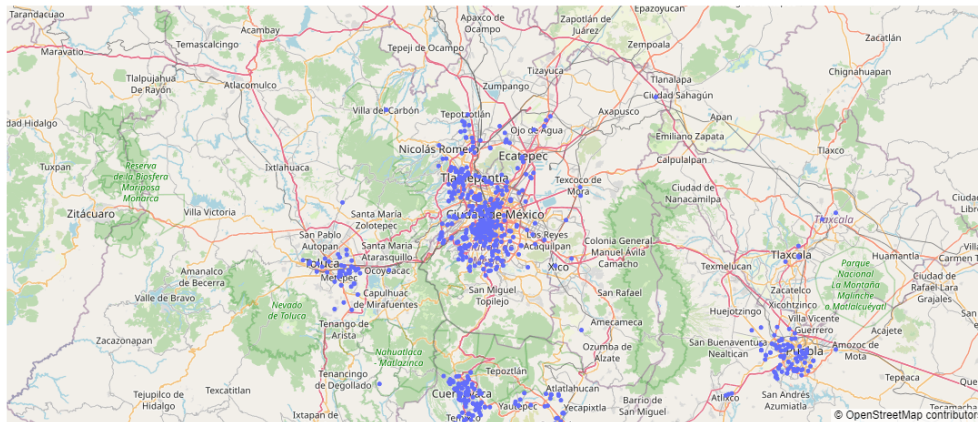 Tarandacuao
Acambay
Apaxco de
Ocampo
Zapotlán de
Juárez
Epazoyucan
Maravatío
Temascalcingo
Tepeji de Ocampo
Zempoala
Zacatlán
Tlalpujahua
De Rayón
Atlacomulco
Tizayuca
Tlanalapa
Chignahuapan
Zumpango
Ciudad Sahagún
Villa del Carbón
Tepotzotlán
Axapusco
Apan
dad Hidalgo
Ojo de Agua
Emiliano Zapata
Nicolás Romero
Ecatepec
Tlaxco
Tuxpan
Reserva
de la Biosfera
Mariposa
Monarca
Ixtlahuaca
Calpulalpan
Tlalnepantla
Texcoco de
Mora
Ciudad de
Nanacamilpa
Zitácuaro
Villa Victoria
Santa María
Zolotepec
Ciudad de México
Tlaxcala
Ciuda
de Lib
San Pablo
Autopan
Santa María
Atarasquillo
Los Reyes
Acaquilpan
Colonia General
Manuel Ávila
Camacho
Toluca
Metepec
Ocoyoacac
Xico
Texmelucan
Tlaxcala
Huamantla
Carmen T
Amanalco
de Becerra
Parque
Nacional
La Montaña
Malinche
o Matlalcuéyatl
Ciudad de
Rafael Lara
Grajales
Valle de Bravo
Capulhuac
de Mirafuentes
San Miguel
Topilejo
San Rafael
Zacatelco
Xicohtzinco
Nevado
de Toluca
Huejotzingo
Villa Vicente
Guerrero
Tenango de
Arista
Amecameca
Acajete
Zacazonapan
Nahuatlaca
Matlazinca
Ozumba de
Alzate
San Buenaventura
Nealtican
Puebla
Amozoc de
Mota
Tepoztlán
Texcatitlan
Tenancingo
de Degollado
Atlatlahucan
Tepeaca
Que
Tejupilco de
Hidalgo
Cuernavaca
Yautepec
Yecapixtla
Barrio de
San Miguel
Atlixco
San Andrés
Azumiatla
Tecamacha
Ixtapan de
© OpenStreetMap contributors